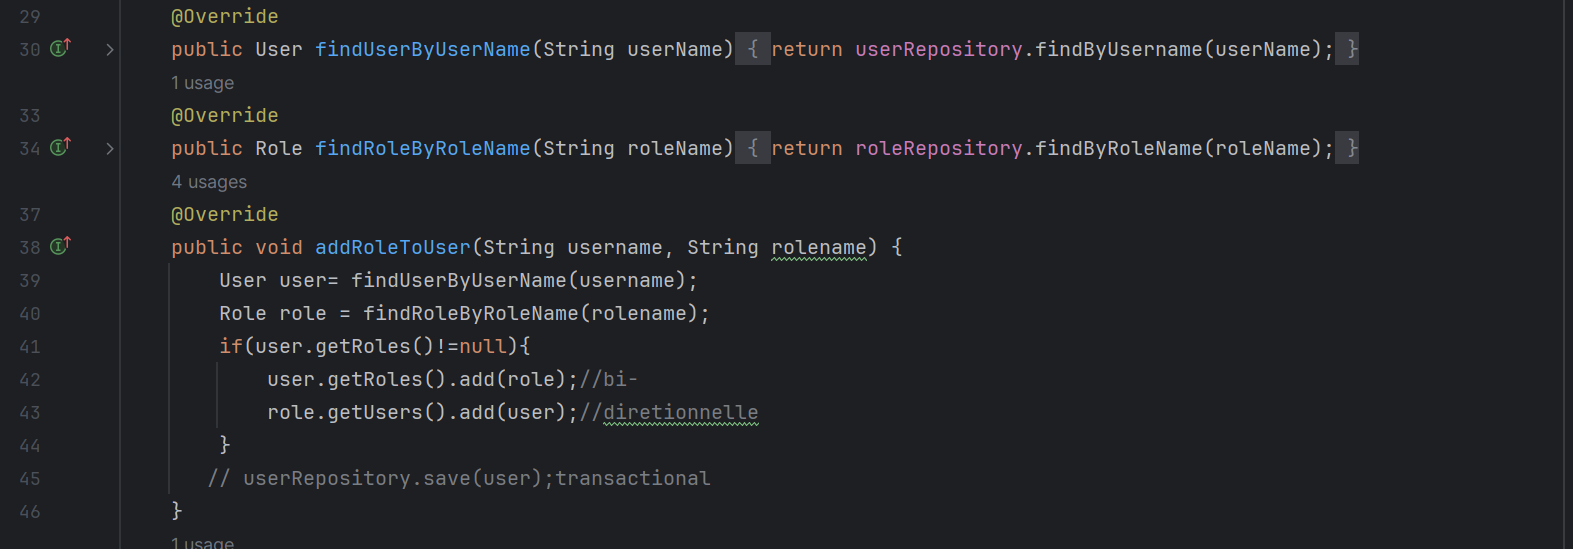 29 @Override
30 public User findUserByUserName(String userName) { return userRepository.findByUsername(userName); }
1 usage
33 @Override
34 public Role findRoleByRoleName(String roleName) { return roleRepository.findByRoleName(roleName); }
4 usages
37 @Override
38 public void addRoleToUser(String username, String rolename) {
39 User user= findUserByUserName(username);
40 Role role = findRoleByRoleName(rolename);
41 if(user.getRoles()!=null){
42 user.getRoles().add(role);//bi-
43 role.getUsers().add(user);//diretionnelle
44 }
45 // userRepository.save(user);transactional
46 }
1 usage